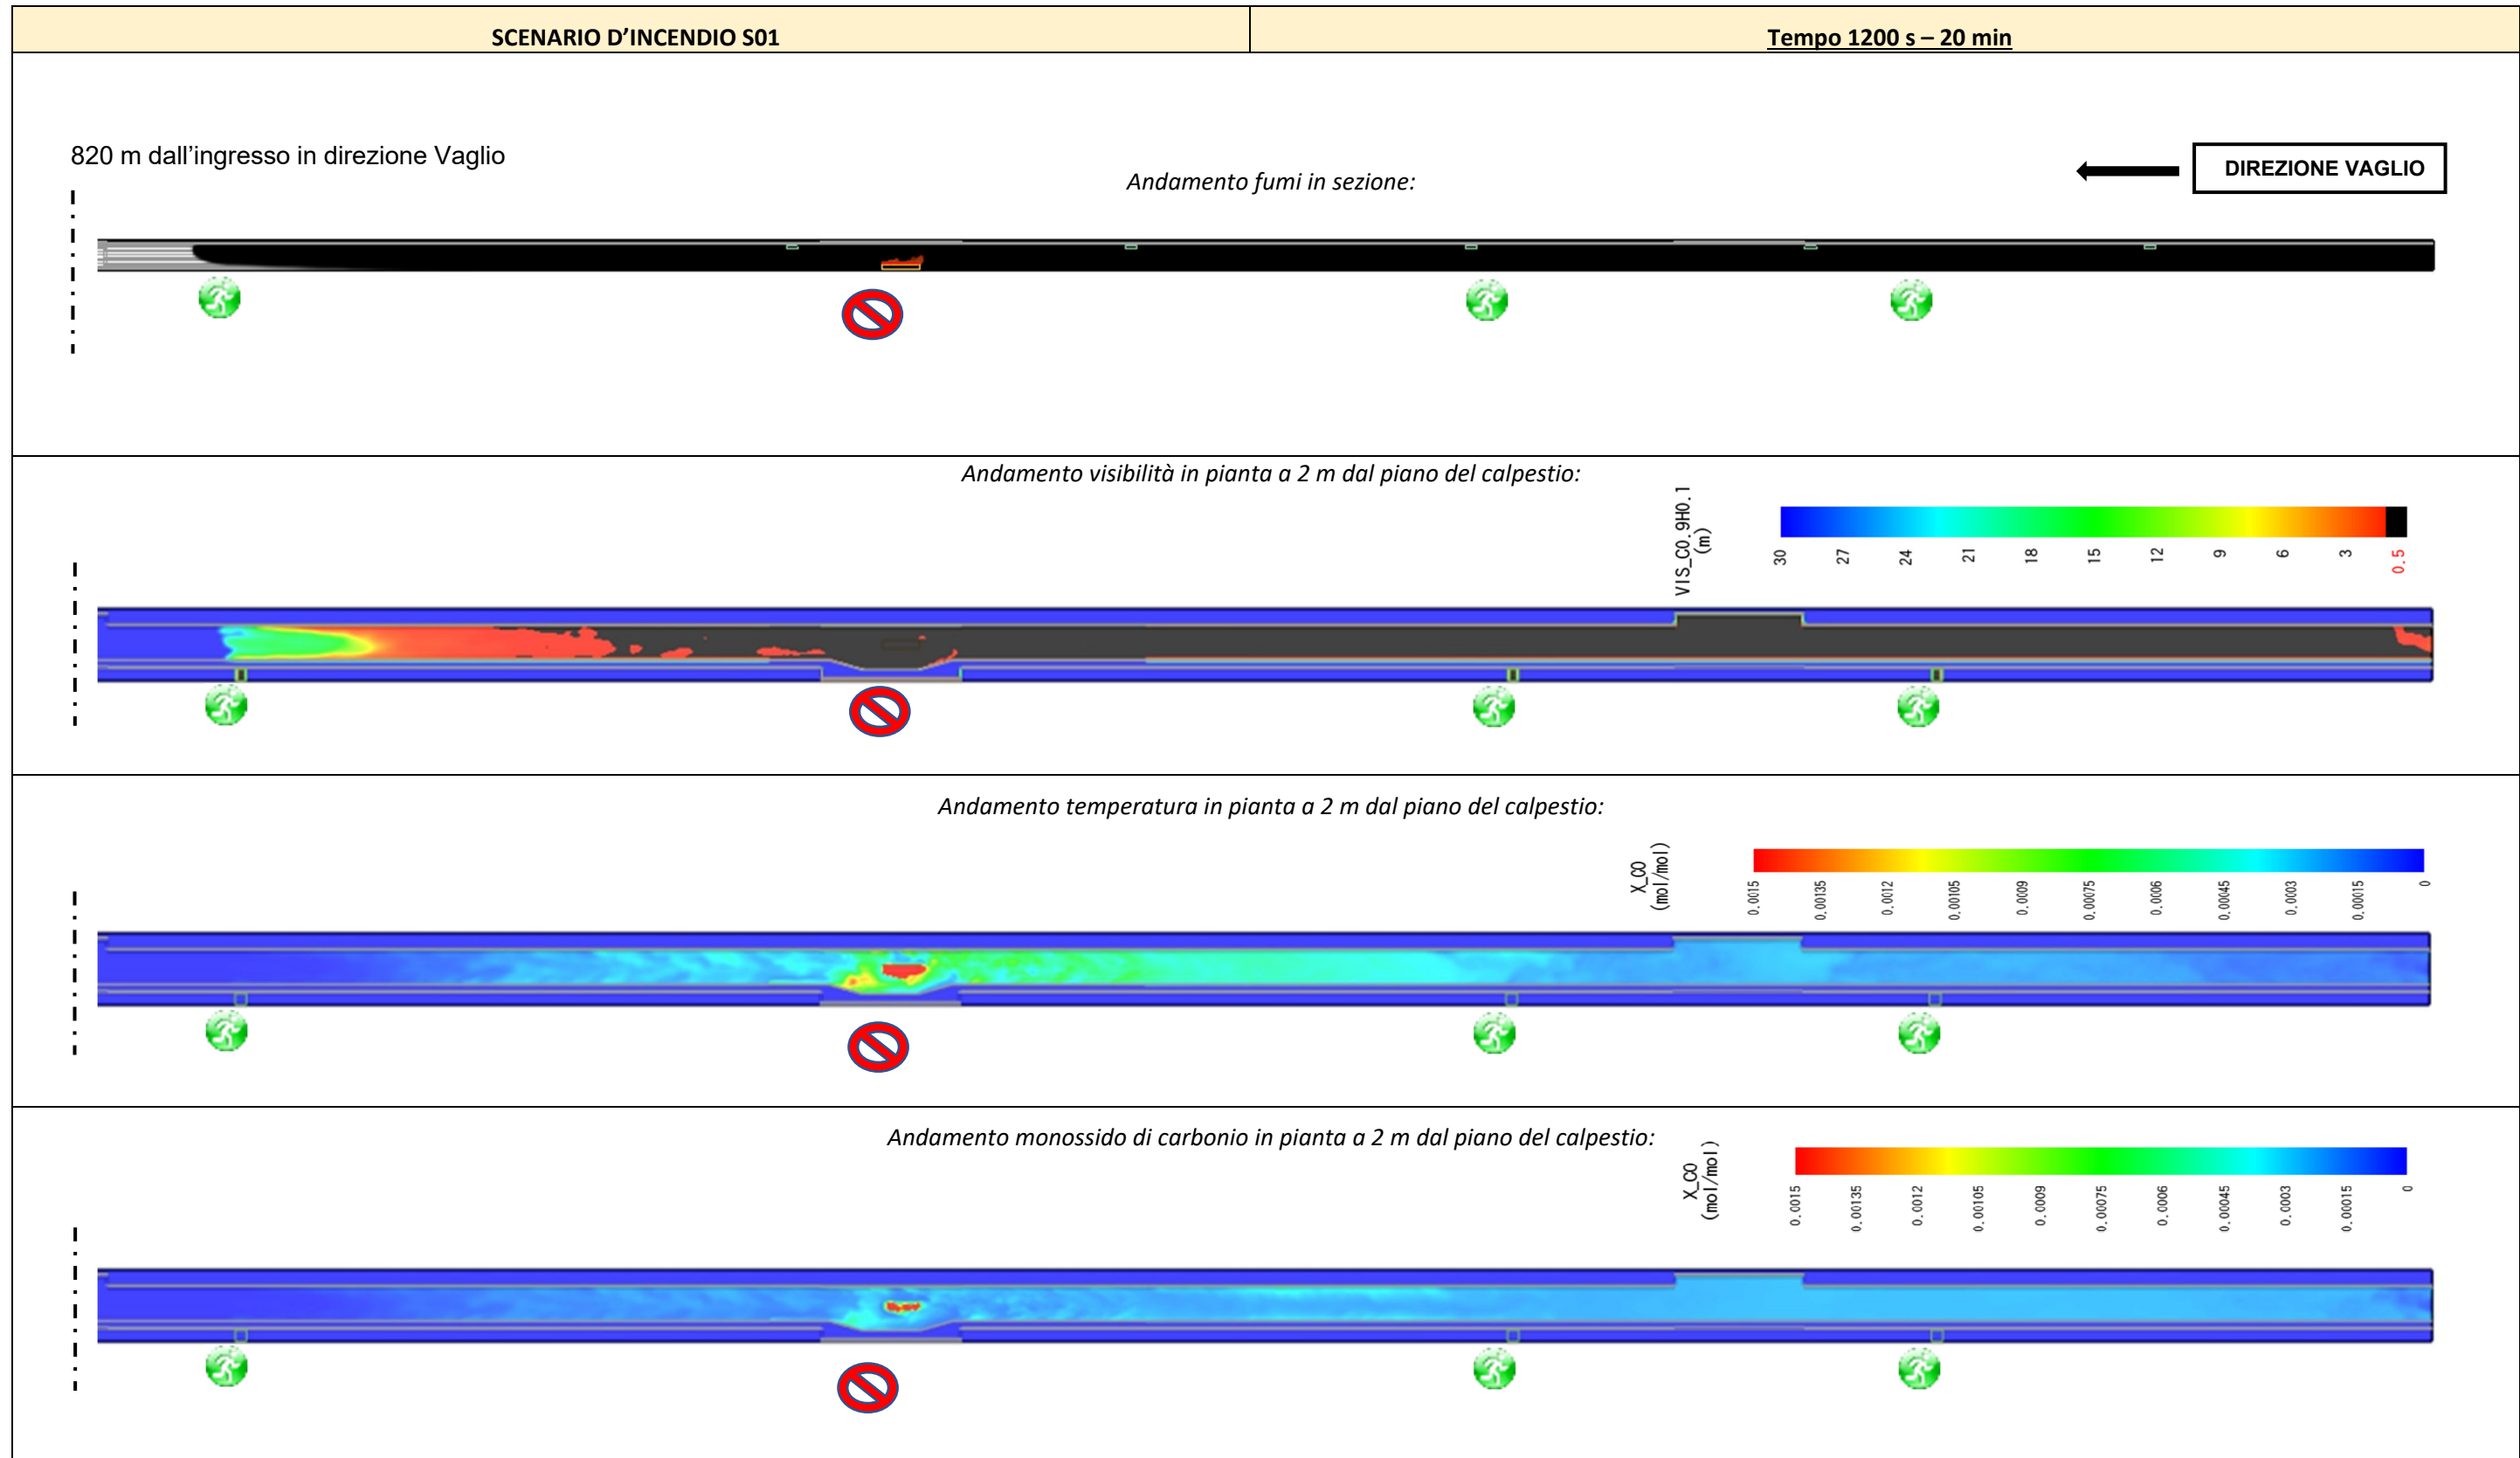 SCENARIO D'INCENDIO S01
Tempo 1200 s – 20 min
820 m dall'ingresso in direzione Vaglio
DIREZIONE VAGLIO
Andamento fumi in sezione:
Andamento visibilità in pianta a 2 m dal piano del calpestio:
VIS_C0.9H0.1
(m)
30 27 24 21 18 15 12 9 6 3 0.5
Andamento temperatura in pianta a 2 m dal piano del calpestio:
X_CO
(mol/mol)
0.0015 0.00135 0.0012 0.00105 0.0009 0.00075 0.0006 0.00045 0.0003 0.00015 0
Andamento monossido di carbonio in pianta a 2 m dal piano del calpestio:
X_CO
(mol/mol)
0.0015 0.00135 0.0012 0.00105 0.0009 0.00075 0.0006 0.00045 0.0003 0.00015 0